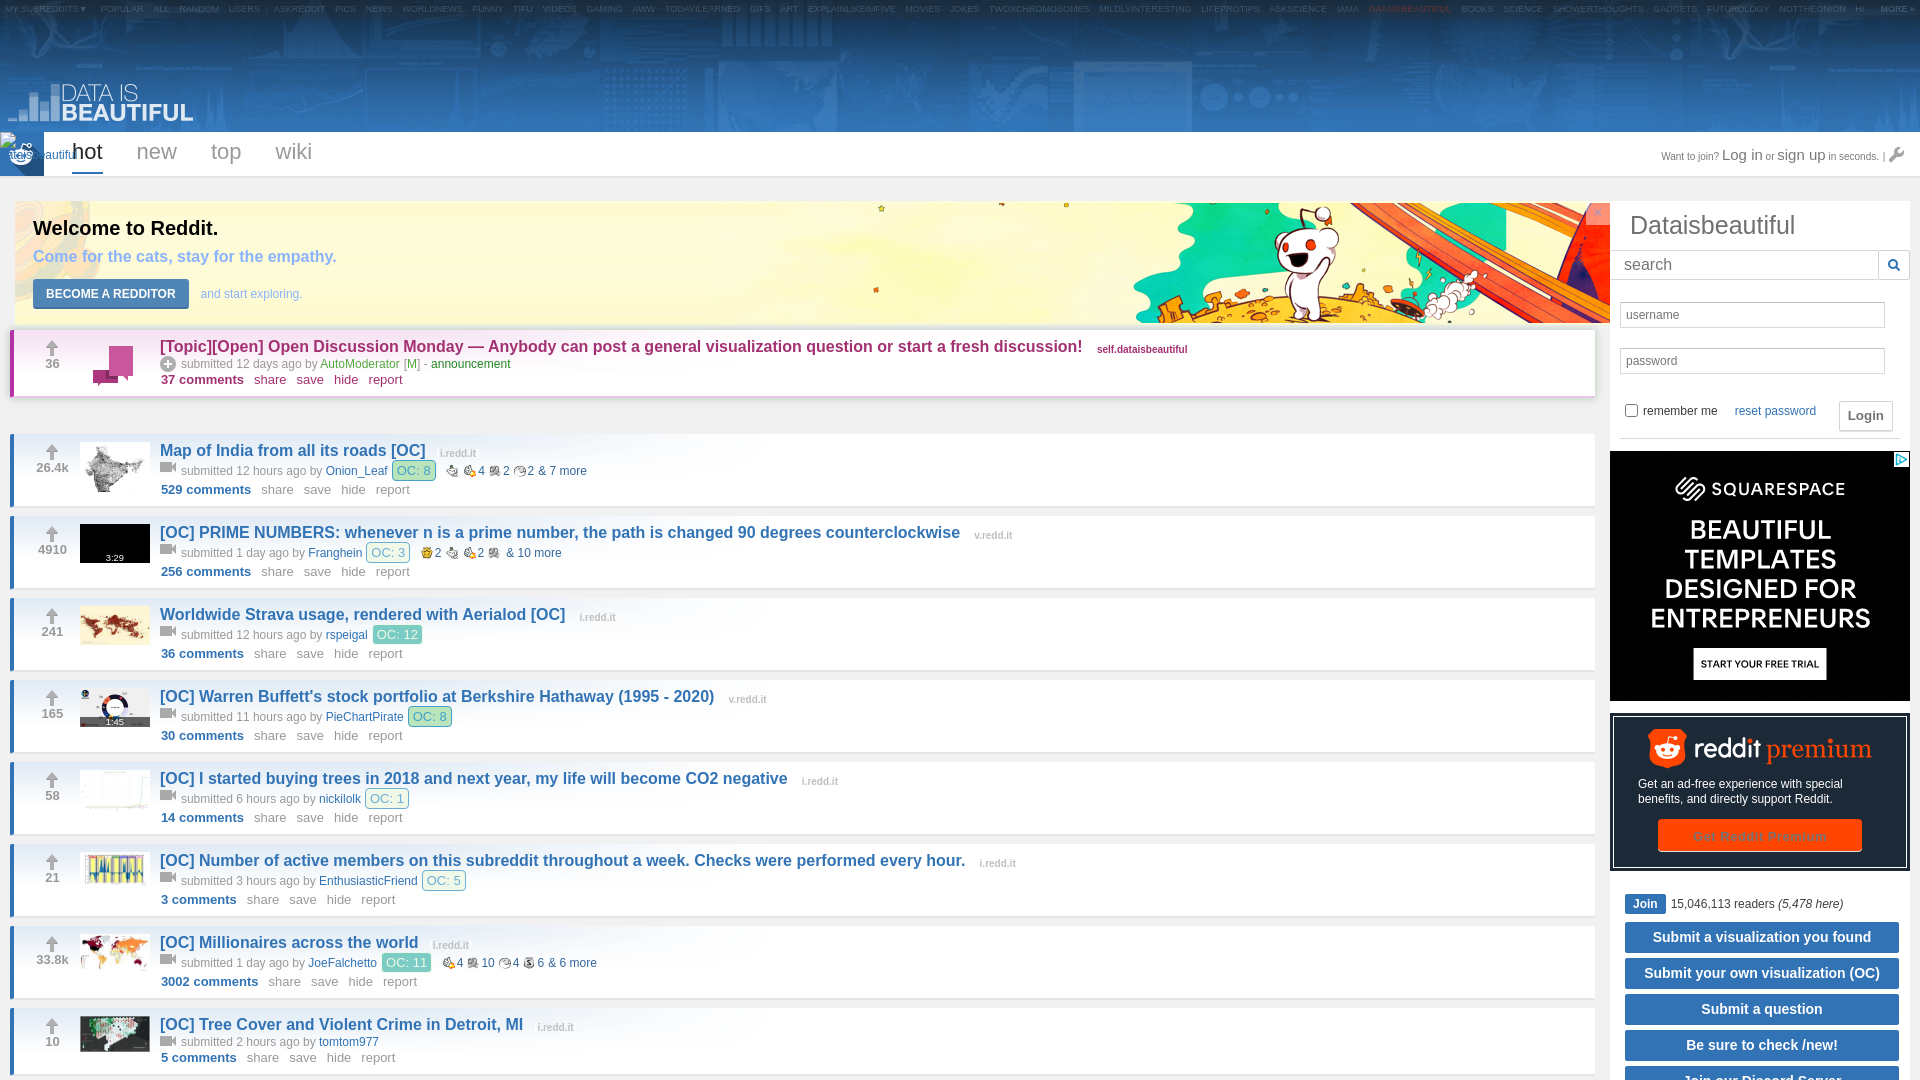 MY SUBREDDITS▼ POPULAR ALL RANDOM USERS | ASKREDDIT PICS NEWS WORLDNEWS FUNNY TIFU VIDEOS GAMING AWW TODAYILEARNED GIFS ART EXPLAINLIKEIMFIVE MOVIES JOKES TWOXCHROMOSOMES MILDLYINTERESTING LIFEPROTIPS ASKSCIENCE IAMA DATAISBEAUTIFUL BOOKS SCIENCE SHOWERTHOUGHTS GADGETS FUTUROLOGY NOTTHEONION HI MORE »
DATA IS
BEAUTIFUL
hot new top wiki
Want to join? Log in or sign up in seconds. |
Welcome to Reddit.
Come for the cats, stay for the empathy.
BECOME A REDDITOR and start exploring.
×
36
[Topic][Open] Open Discussion Monday — Anybody can post a general visualization question or start a fresh discussion! self.dataisbeautiful
submitted 12 days ago by AutoModerator [M] - announcement
37 comments share save hide report
26.4k
Map of India from all its roads [OC] i.redd.it
submitted 12 hours ago by Onion_Leaf OC: 8 4 2 2 & 7 more
529 comments share save hide report
4910
3:29
[OC] PRIME NUMBERS: whenever n is a prime number, the path is changed 90 degrees counterclockwise v.redd.it
submitted 1 day ago by Franghein OC: 3 2 2 & 10 more
256 comments share save hide report
241
Worldwide Strava usage, rendered with Aerialod [OC] i.redd.it
submitted 12 hours ago by rspeigal OC: 12
36 comments share save hide report
165
1:45
[OC] Warren Buffett's stock portfolio at Berkshire Hathaway (1995 - 2020) v.redd.it
submitted 11 hours ago by PieChartPirate OC: 8
30 comments share save hide report
58
[OC] I started buying trees in 2018 and next year, my life will become CO2 negative i.redd.it
submitted 6 hours ago by nickilolk OC: 1
14 comments share save hide report
21
[OC] Number of active members on this subreddit throughout a week. Checks were performed every hour. i.redd.it
submitted 3 hours ago by EnthusiasticFriend OC: 5
3 comments share save hide report
33.8k
[OC] Millionaires across the world i.redd.it
submitted 1 day ago by JoeFalchetto OC: 11 4 10 4 6 & 6 more
3002 comments share save hide report
10
[OC] Tree Cover and Violent Crime in Detroit, MI i.redd.it
submitted 2 hours ago by tomtom977
5 comments share save hide report
Dataisbeautiful
search
username
password
remember me reset password Login
SQUARESPACE
BEAUTIFUL
TEMPLATES
DESIGNED FOR
ENTREPRENEURS
START YOUR FREE TRIAL
reddit premium
Get an ad-free experience with special
benefits, and directly support Reddit.
Get Reddit Premium
Join 15,046,113 readers (5,478 here)
Submit a visualization you found
Submit your own visualization (OC)
Submit a question
Be sure to check /new!
Join our Discord Server